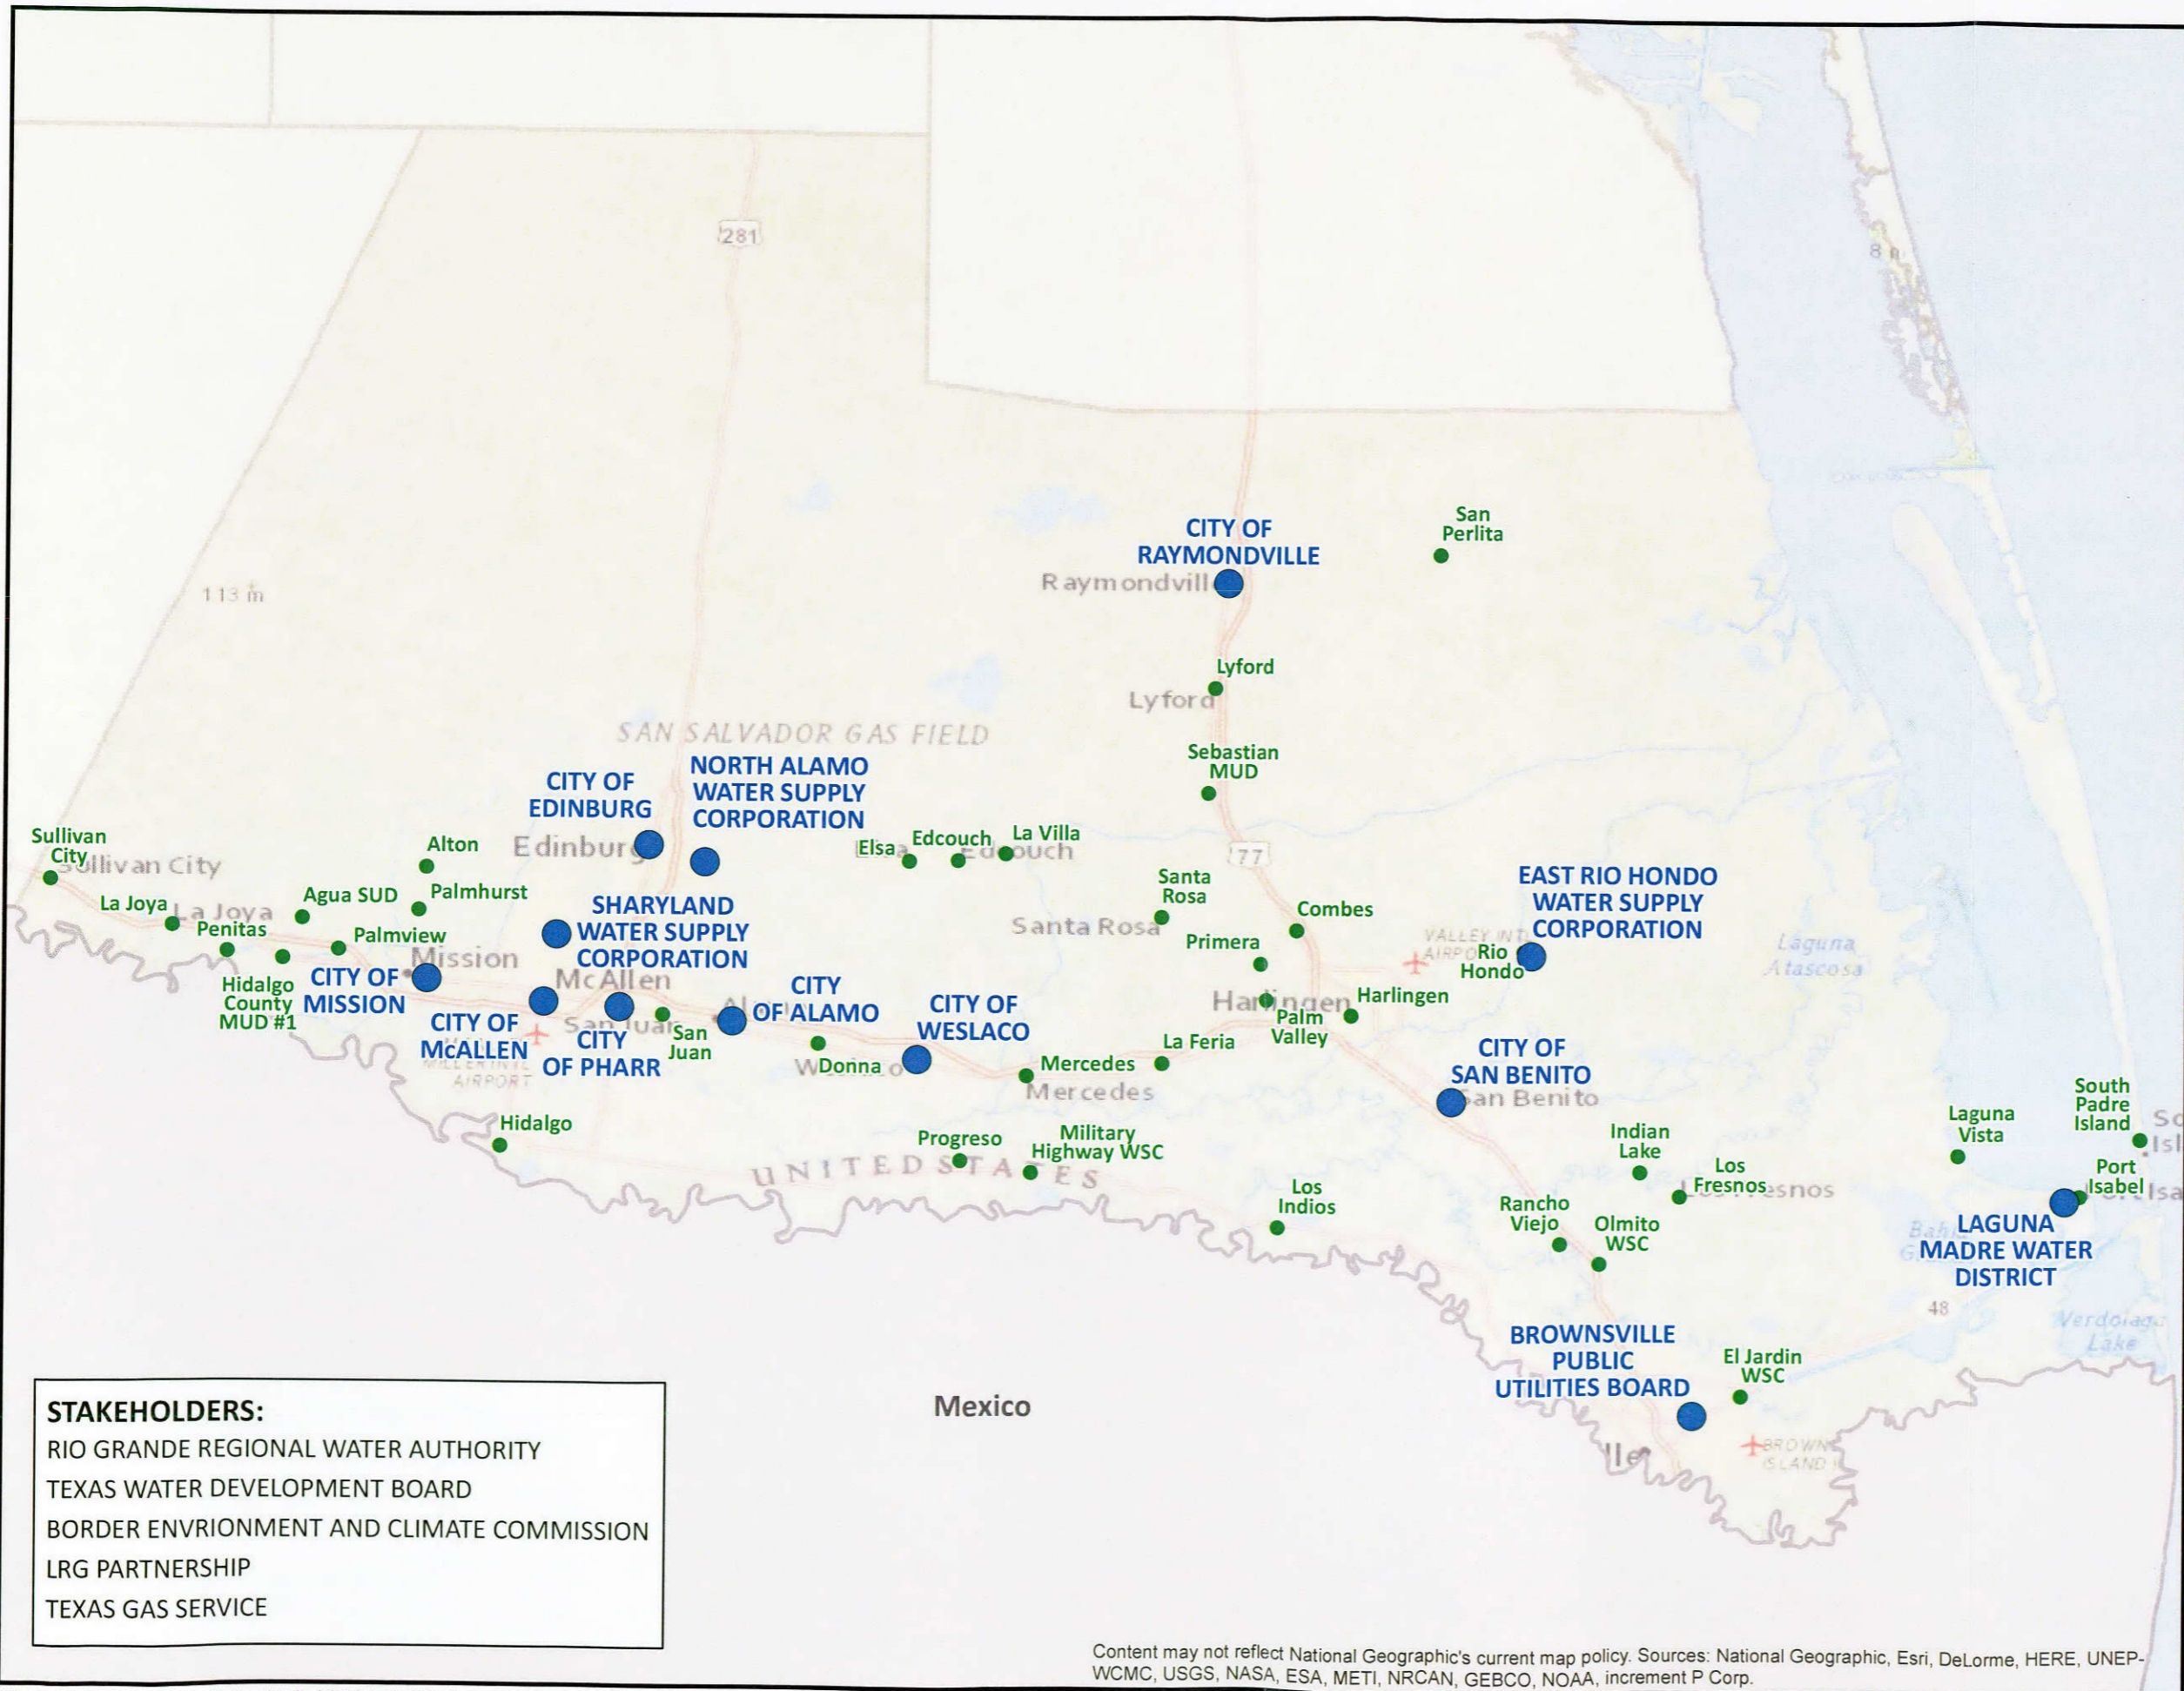 281
8 m
CITY OF
RAYMONDVILLE
San
Perlita
113 m
Lyford
Lyford
SAN SALVADOR GAS FIELD
Sebastian
MUD
NORTH ALAMO
WATER SUPPLY
CORPORATION
CITY OF
EDINBURG
Sullivan
City
Alton
Elsa
Edcouch
La Villa
77
La Joya
La Joya
Agua SUD
Palmhurst
Penitas
Palmview
Mission
Hidalgo
County
MUD #1
CITY OF
MISSION
SHARYLAND
WATER SUPPLY
CORPORATION
McAllen
Santa
Rosa
Santa Rosa
Combes
Primera
EAST RIO HONDO
WATER SUPPLY
CORPORATION
VALLEY INTL
Rio
Hondo
Laguna
Atascosa
CITY OF
McALLEN
AIRPORT
CITY
OF PHARR
San
Juan
CITY
OF ALAMO
Donna
CITY OF
WESLACO
Mercedes
Mercedes
La Feria
Harlingen
Harlingen
Palm
Valley
CITY OF
SAN BENITO
San Benito
Hidalgo
Progreso
Military
Highway WSC
UNITED STATES
Los
Indios
Indian
Lake
Los
Fresnos
Rancho
Viejo
Olmito
WSC
Laguna
Vista
South
Padre
Island
Port
Isabel
LAGUNA
MADRE WATER
DISTRICT
48
Verdolaga
Lake
BROWNSVILLE
PUBLIC
UTILITIES BOARD
El Jardin
WSC
Mexico
STAKEHOLDERS:
RIO GRANDE REGIONAL WATER AUTHORITY
TEXAS WATER DEVELOPMENT BOARD
BORDER ENVRIONMENT AND CLIMATE COMMISSION
LRG PARTNERSHIP
TEXAS GAS SERVICE
Content may not reflect National Geographic's current map policy. Sources: National Geographic, Esri, DeLorme, HERE, UNEP-
WCMC, USGS, NASA, ESA, METI, NRCAN, GEBCO, NOAA, increment P Corp.